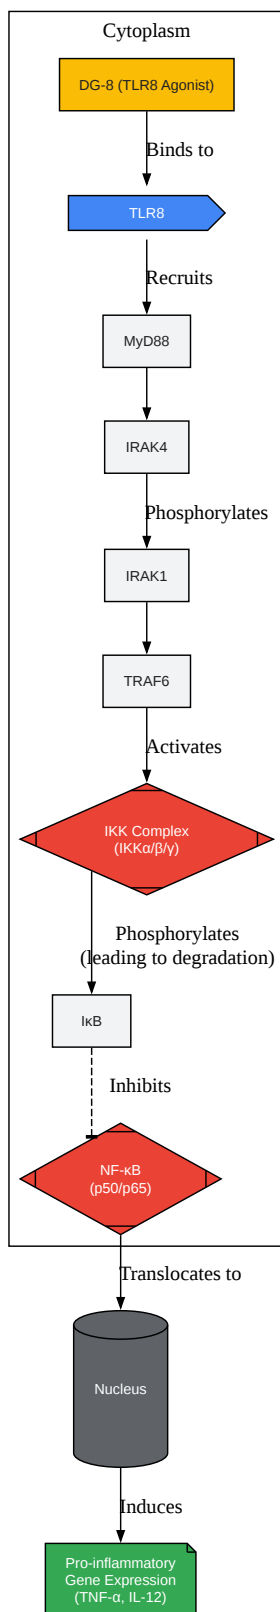 Cytoplasm
DG-8 (TLR8 Agonist)
Binds to
TLR8
Recruits
MyD88
IRAK4
Phosphorylates
IRAK1
TRAF6
Activates
IKK Complex
(IKKα/β/γ)
Phosphorylates
(leading to degradation)
IκB
Inhibits
NF-κB
(p50/p65)
Translocates to
Nucleus
Induces
Pro-inflammatory
Gene Expression
(TNF-α, IL-12)